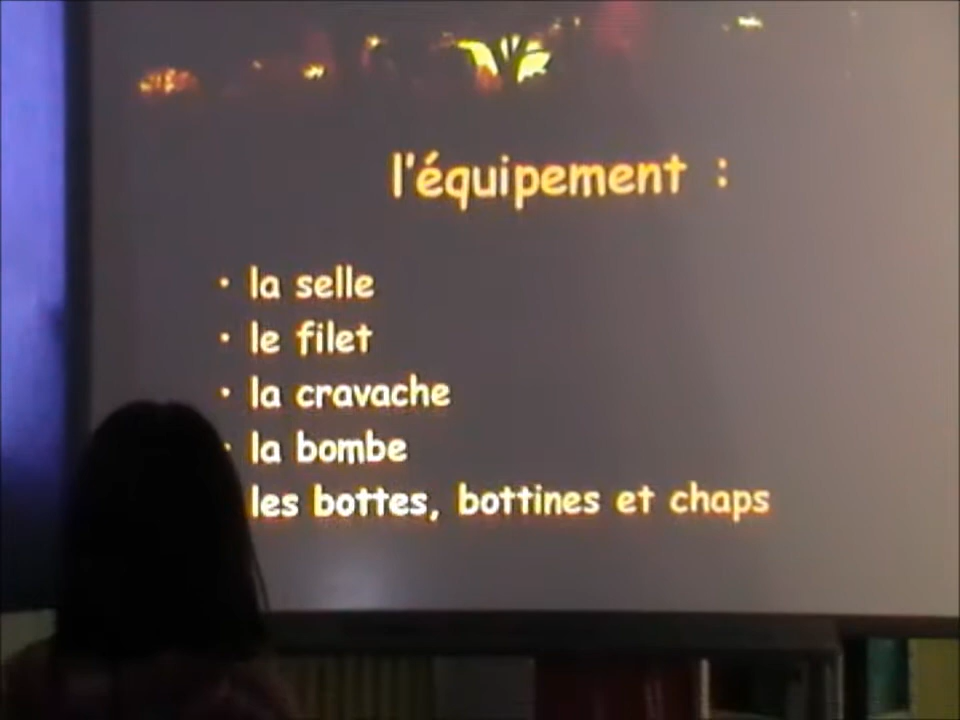 l'équipement :
• la selle
• le filet
• la cravache
• la bombe
les bottes, bottines et chaps